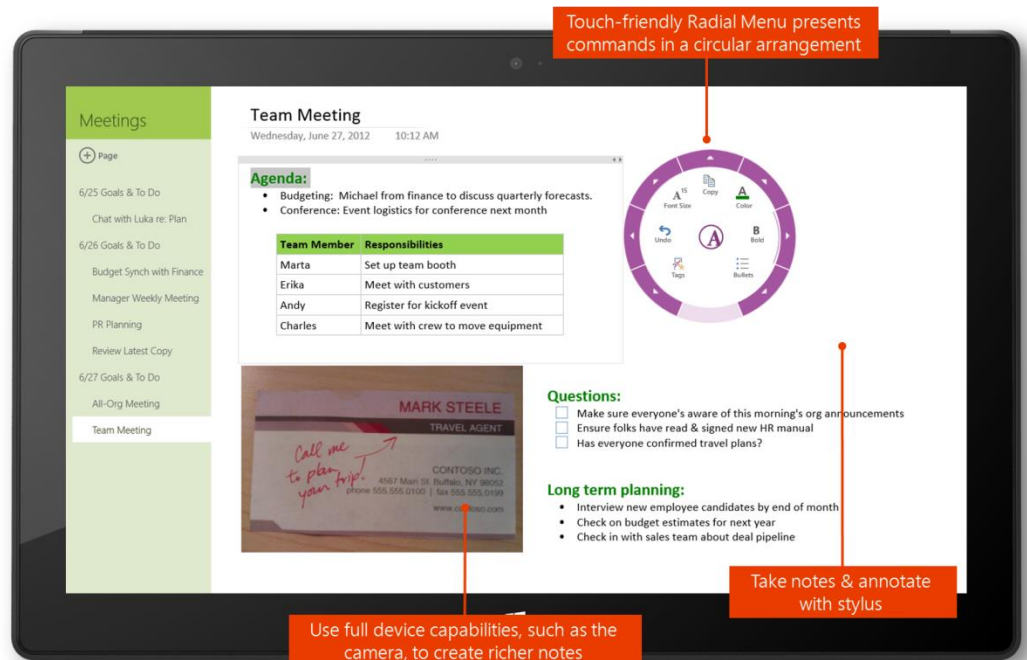 Touch-friendly Radial Menu presents
commands in a circular arrangement
Meetings
Page
6/25 Goals & To Do
Chat with Luka re: Plan
6/26 Goals & To Do
Budget Synch with Finance
Manager Weekly Meeting
PR Planning
Review Latest Copy
6/27 Goals & To Do
All-Org Meeting
Team Meeting
Team Meeting
Wednesday, June 27, 2012 10:12 AM
Agenda:
• Budgeting: Michael from finance to discuss quarterly forecasts.
• Conference: Event logistics for conference next month
Team Member Responsibilities
Marta Set up team booth
Erika Meet with customers
Andy Register for kickoff event
Charles Meet with crew to move equipment
Copy
A15
Font Size
A
Color
Undo
A
B
Bold
Tags
Bullets
MARK STEELE
TRAVEL AGENT
Call me
to plan
your trip!
CONTOSO INC.
4567 Main St. Buffalo, NY 98052
phone 555.555.0100 | fax 555.555.0199
www.contoso.com
Questions:
Make sure everyone's aware of this morning's org announcements
Ensure folks have read & signed new HR manual
Has everyone confirmed travel plans?
Long term planning:
• Interview new employee candidates by end of month
• Check on budget estimates for next year
• Check in with sales team about deal pipeline
Take notes & annotate
with stylus
Use full device capabilities, such as the
camera, to create richer notes